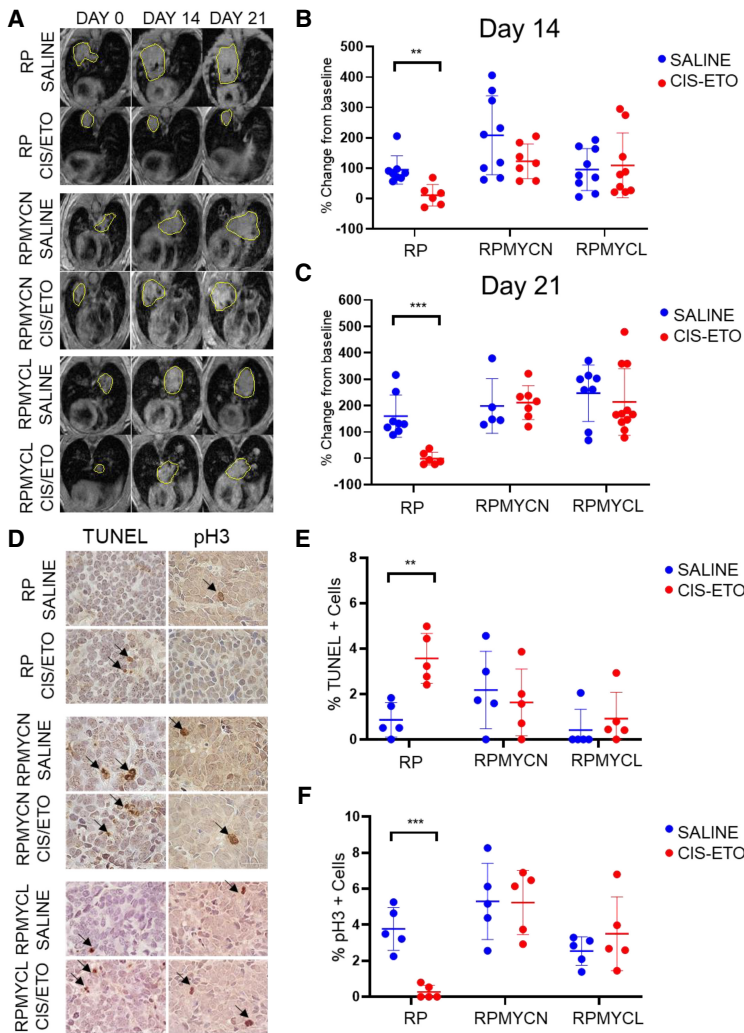 A
DAY 0 DAY 14 DAY 21
RP
SALINE
RP
CIS/ETO
RPMYCN
SALINE
RPMYCN
CIS/ETO
RPMYCL
SALINE
RPMYCL
CIS/ETO
B
Day 14
% Change from baseline
500
400
300
200
100
0
-100
**
RP RPMYCN RPMYCL
SALINE
CIS-ETO
C
Day 21
% Change from baseline
600
500
400
300
200
100
0
-100
***
RP RPMYCN RPMYCL
SALINE
CIS-ETO
D
TUNEL pH3
RP
SALINE
RP
CIS/ETO
RPMYCN
SALINE
RPMYCN
CIS/ETO
RPMYCL
SALINE
RPMYCL
CIS/ETO
E
% TUNEL + Cells
8
6
4
2
0
**
RP RPMYCN RPMYCL
SALINE
CIS-ETO
F
% pH3 + Cells
10
8
6
4
2
0
***
RP RPMYCN RPMYCL
SALINE
CIS-ETO